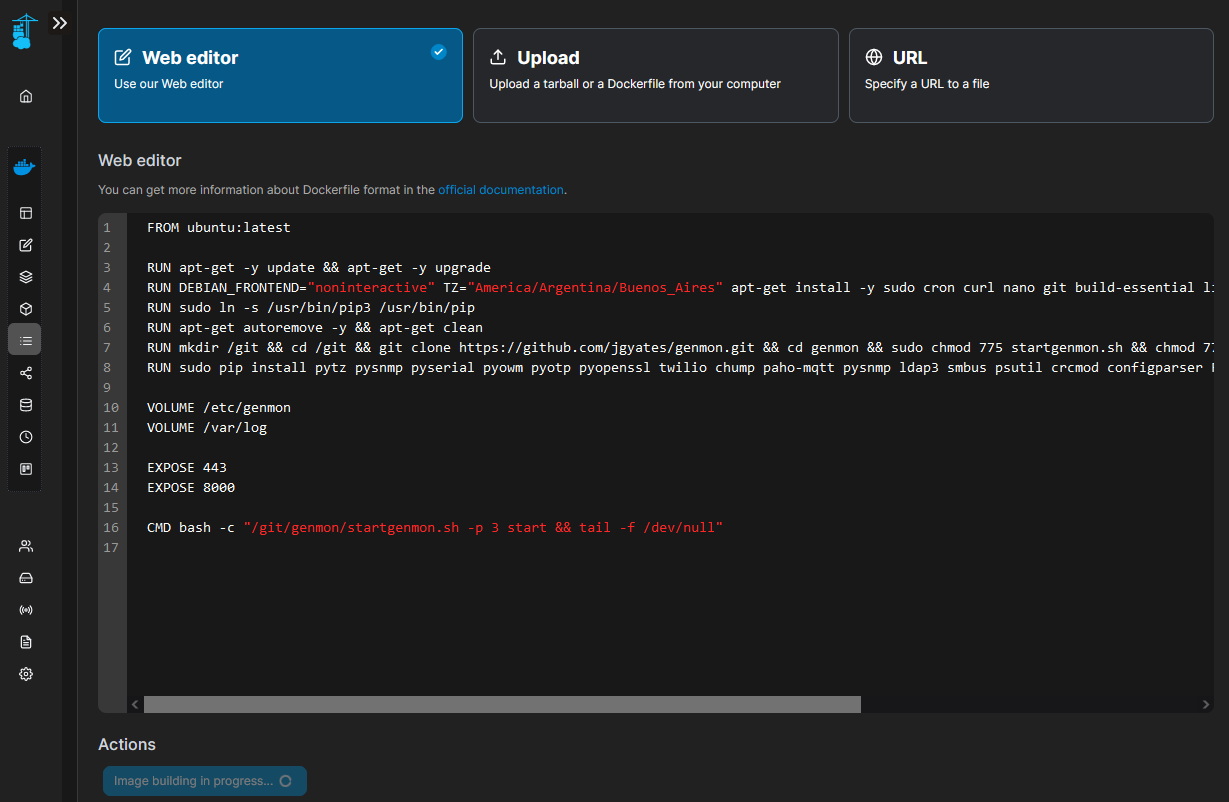 Web editor
Use our Web editor
Upload
Upload a tarball or a Dockerfile from your computer
URL
Specify a URL to a file
Web editor
You can get more information about Dockerfile format in the official documentation.
1 FROM ubuntu:latest
2
3 RUN apt-get -y update && apt-get -y upgrade
4 RUN DEBIAN_FRONTEND="noninteractive" TZ="America/Argentina/Buenos_Aires" apt-get install -y sudo cron curl nano git build-essential li
5 RUN sudo ln -s /usr/bin/pip3 /usr/bin/pip
6 RUN apt-get autoremove -y && apt-get clean
7 RUN mkdir /git && cd /git && git clone https://github.com/jgyates/genmon.git && cd genmon && sudo chmod 775 startgenmon.sh && chmod 77
8 RUN sudo pip install pytz pysnmp pyserial pyowm pyotp pyopenssl twilio chump paho-mqtt pysnmp ldap3 smbus psutil crcmod configparser
9
10 VOLUME /etc/genmon
11 VOLUME /var/log
12
13 EXPOSE 443
14 EXPOSE 8000
15
16 CMD bash -c "/git/genmon/startgenmon.sh -p 3 start && tail -f /dev/null"
17
Actions
Image building in progress...